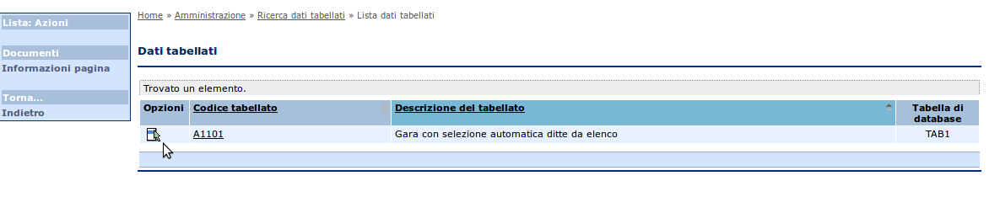 Home » Amministrazione » Ricerca dati tabellati » Lista dati tabellati
Lista: Azioni
Documenti
Informazioni pagina
Torna...
Indietro
Dati tabellati
Trovato un elemento.
Opzioni Codice tabellato Descrizione del tabellato Tabella di
database
A1101 Gara con selezione automatica ditte da elenco TAB1